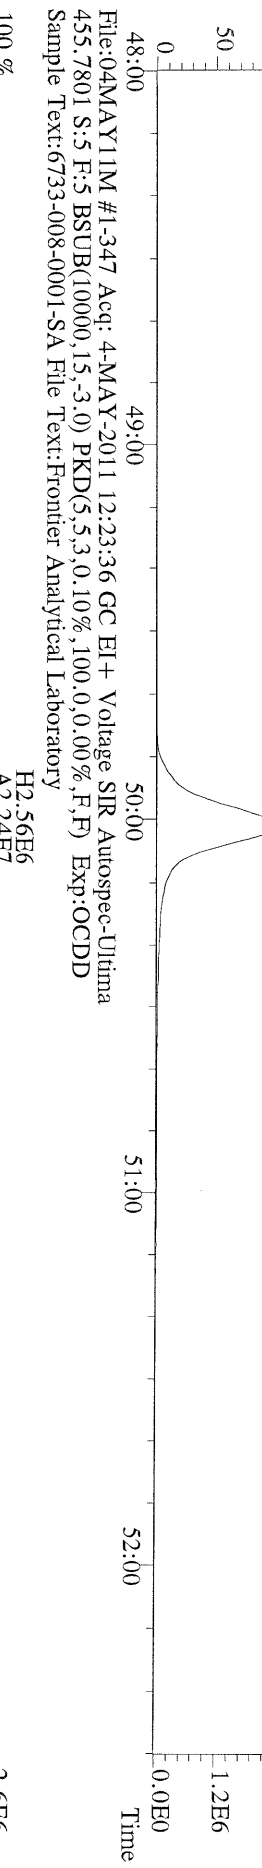 50
1.2E6
0
0.0E0
48:00
49:00
50:00
51:00
52:00
Time
File:04MAY11M #1-347 Acq: 4-MAY-2011 12:23:36 GC EI+ Voltage SIR Autospec-Ultima
455.7801 S:5 F:5 BSUB(10000,15,-3.0) PKD(5,5,3,0.10%,100.0,0.00%,F,F) Exp:OCDD
Sample Text:6733-008-0001-SA File Text:Frontier Analytical Laboratory
H2.56E6
A2.24E7
100 %
2.6E6